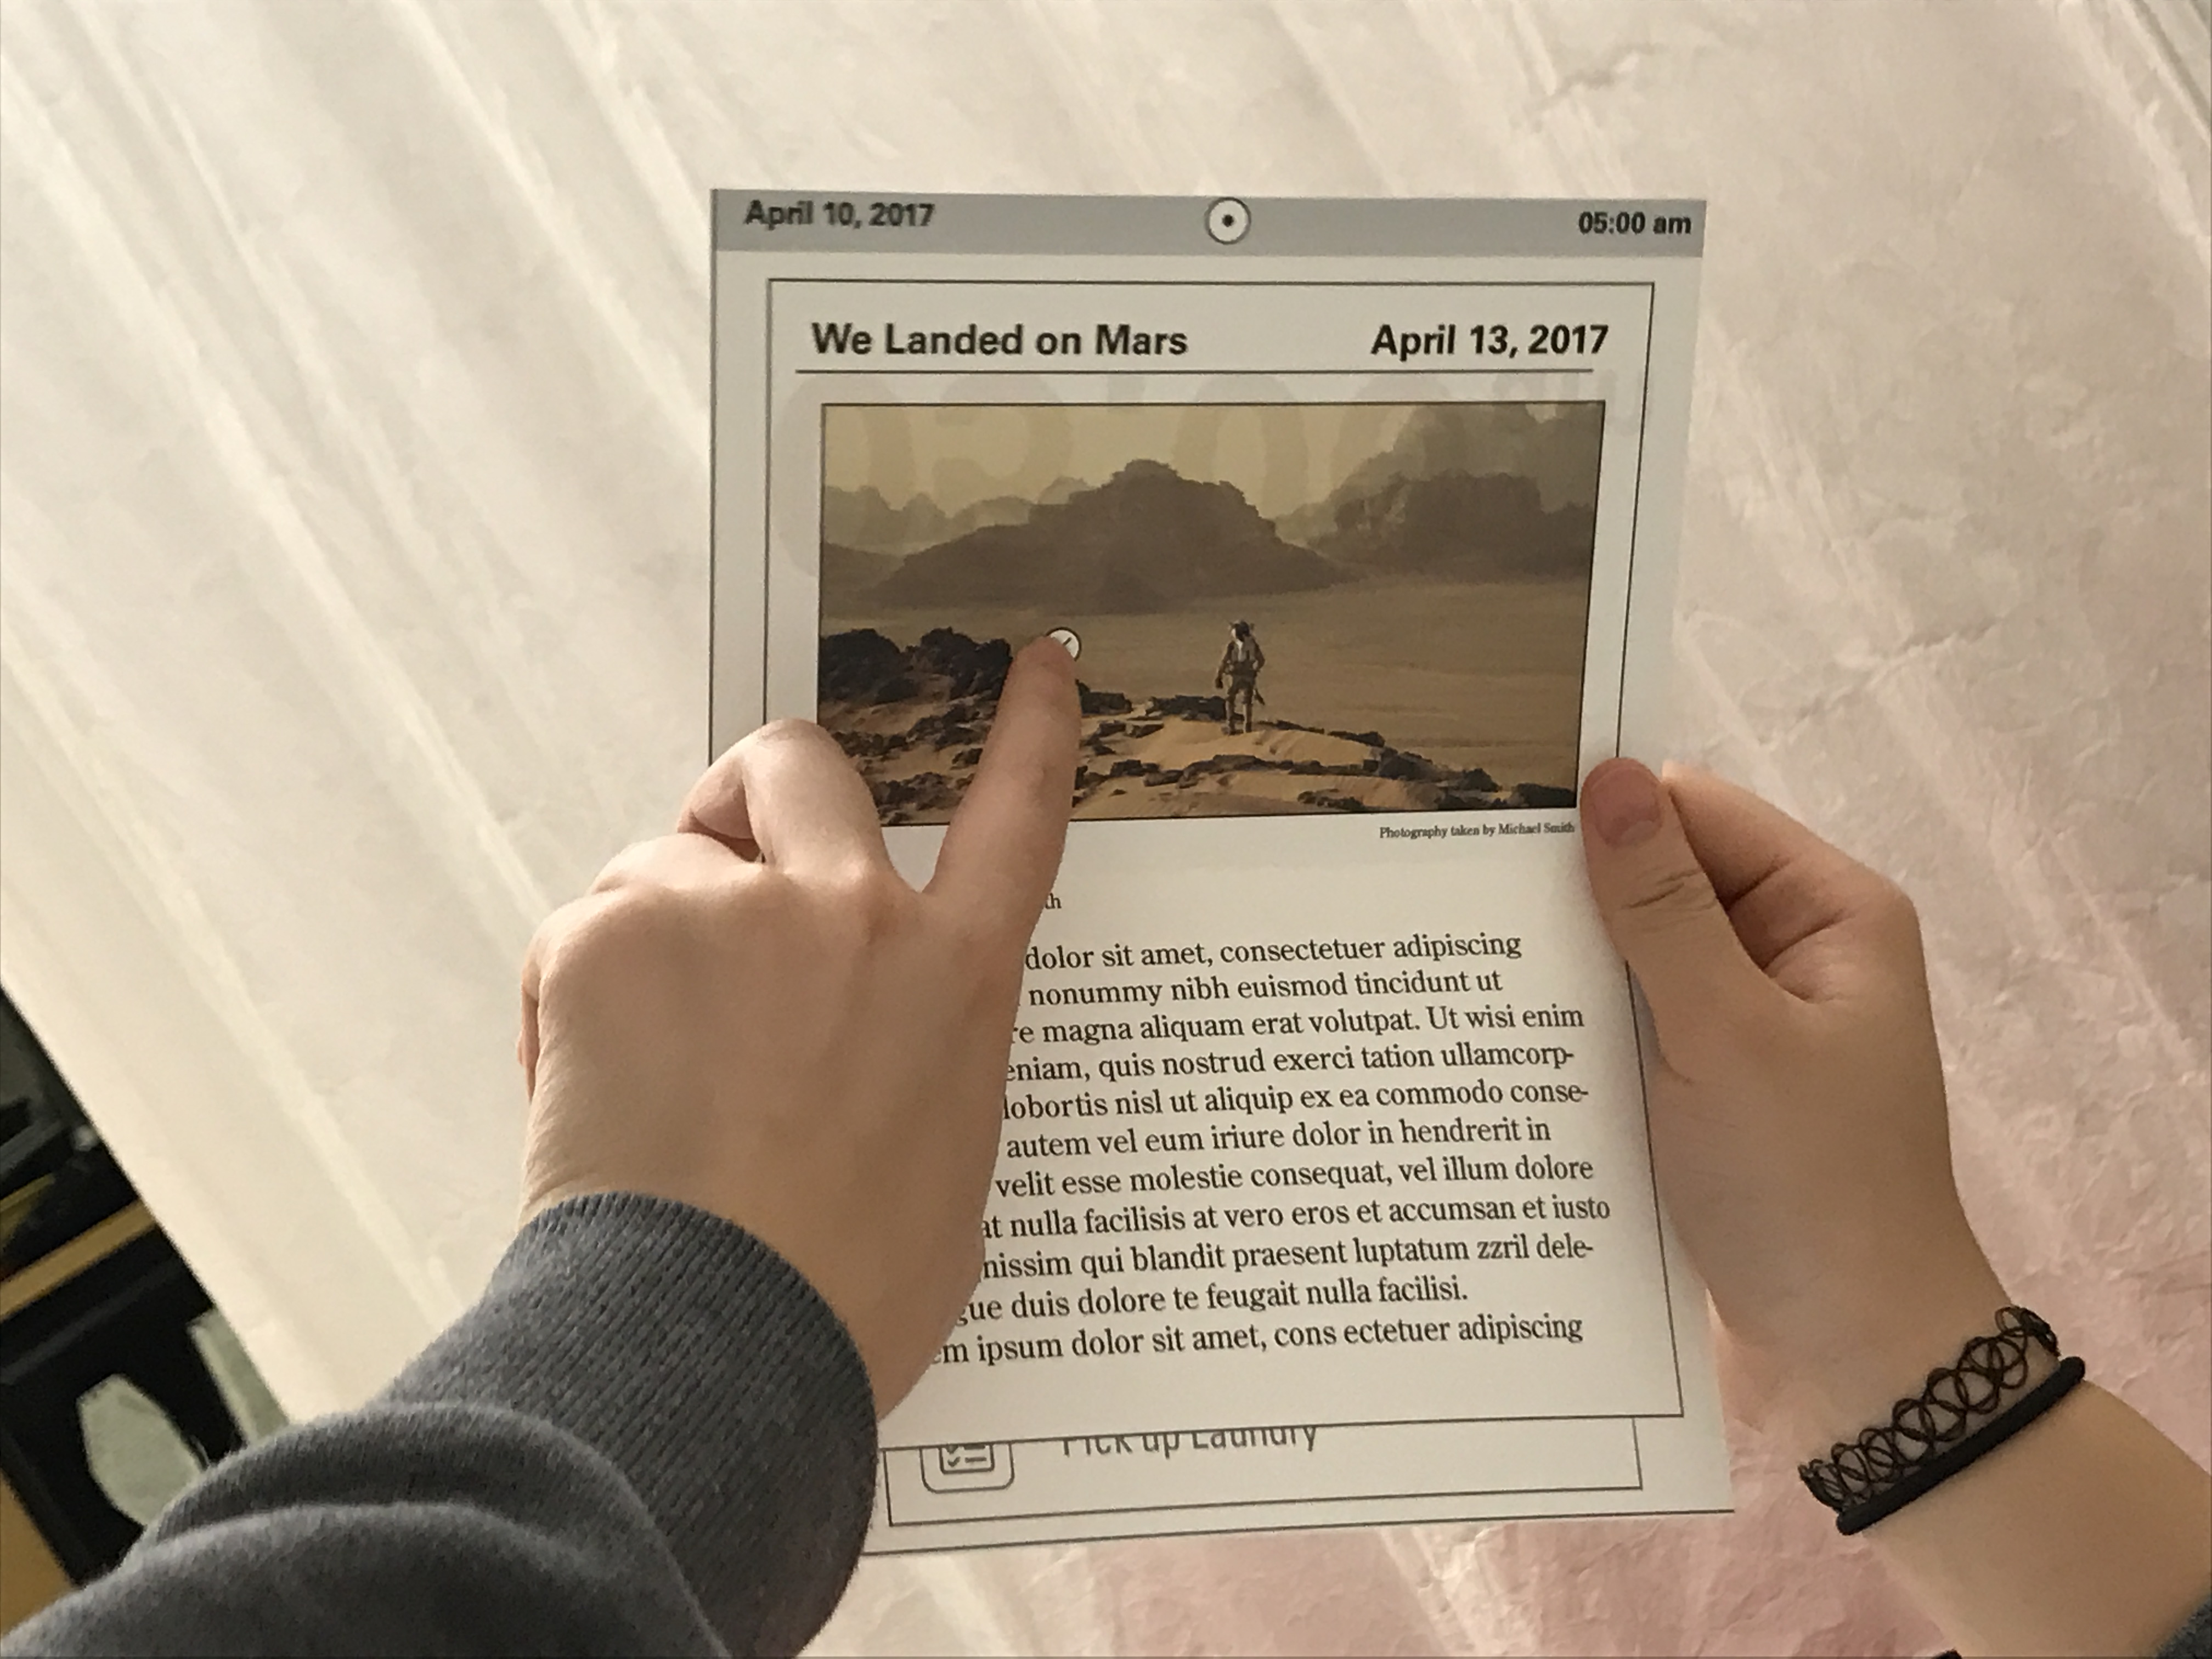 April 10, 2017 05:00 am
We Landed on Mars April 13, 2017
Photography taken by Michael Smith
dolor sit amet, consectetuer adipiscing
nonummy nibh euismod tincidunt ut
magna aliquam erat volutpat. Ut wisi enim
quis nostrud exerci tation ullamcorp-
lobortis nisl ut aliquip ex ea commodo conse-
autem vel eum iriure dolor in hendrerit in
velit esse molestie consequat, vel illum dolore
at nulla facilisis at vero eros et accumsan et iusto
nissim qui blandit praesent luptatum zzril dele-
gue duis dolore te feugait nulla facilisi.
em ipsum dolor sit amet, cons ectetuer adipiscing
Pick up Laundry